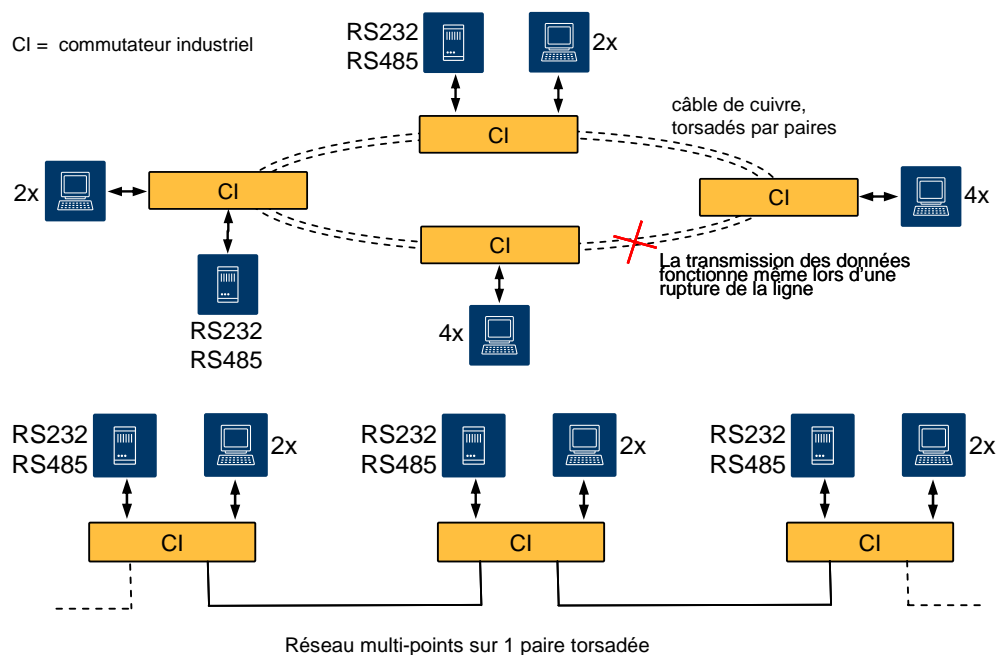 RS232
RS485
2x
CI = commutateur industriel
câble de cuivre,
torsadés par paires
CI
2x
CI
CI
4x
CI
La transmission des données
fonctionne même lors d'une
rupture de la ligne
RS232
RS485
4x
RS232
RS485
2x
RS232
RS485
2x
RS232
RS485
2x
CI
CI
CI
Réseau multi-points sur 1 paire torsadée